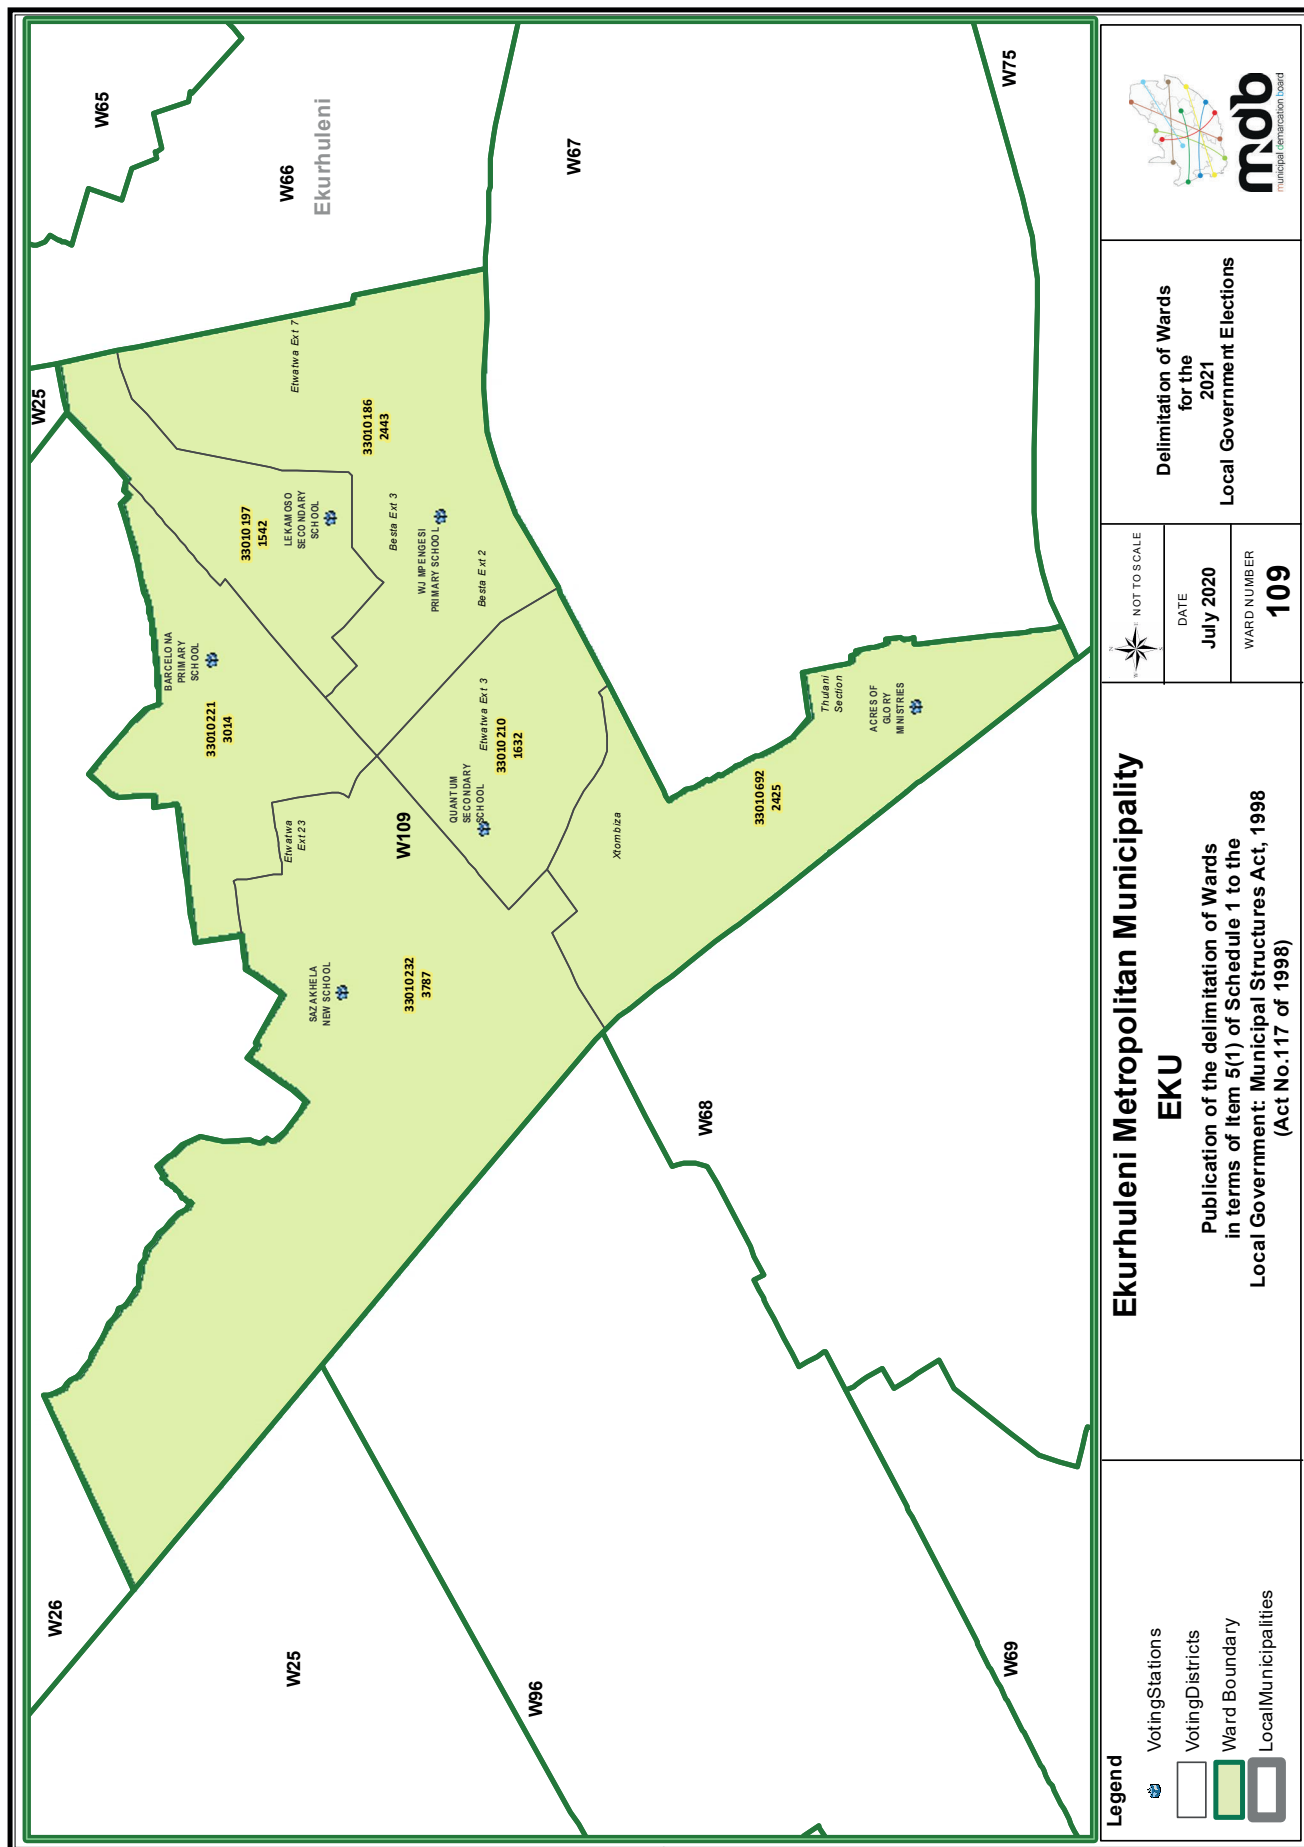 W26
W25
W96
W69
W68
W109
W25
W65
W66
Ekurhuleni
W67
W75
SAZAKHELA
NEW SCHOOL
33010232
3787
Etwatwa
Ext 23
BARCELONA
PRIMARY
SCHOOL
33010221
3014
33010197
1542
LEKAMOSO
SECONDARY
SCHOOL
Etwatwa Ext 7
33010186
2443
Besta Ext 3
WJ MPENGESI
PRIMARY SCHOOL
Besta Ext 2
QUANTUM
SECONDARY
SCHOOL
Etwatwa Ext 3
33010210
1632
Xtombiza
33010692
2425
Thulani
Section
ACRES OF
GLORY
MINISTRIES
Legend
Voting Stations
Voting Districts
Ward Boundary
Local Municipalities
Ekurhuleni Metropolitan Municipality
EKU
Publication of the delimitation of Wards
in terms of Item 5(1) of Schedule 1 to the
Local Government: Municipal Structures Act, 1998
(Act No.117 of 1998)
N
W E
S
NOT TO SCALE
DATE
July 2020
WARD NUMBER
109
Delimitation of Wards
for the
2021
Local Government Elections
mdb
municipal demarcation board